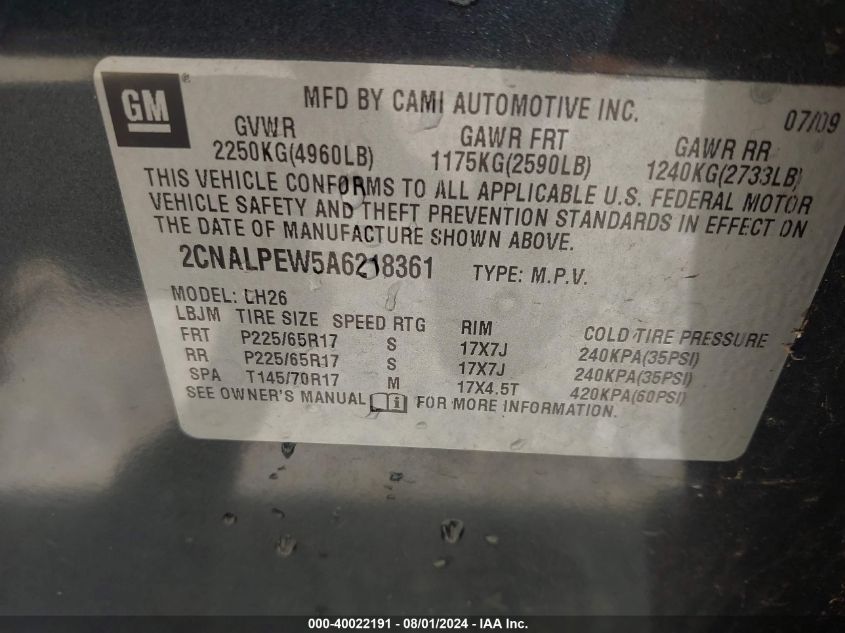 GM ®
MFD BY CAMI AUTOMOTIVE INC.
07/09
GVWR GAWR FRT GAWR RR
2250KG(4960LB) 1175KG(2590LB) 1240KG(2733LB)
THIS VEHICLE CONFORMS TO ALL APPLICABLE U.S. FEDERAL MOTOR
VEHICLE SAFETY AND THEFT PREVENTION STANDARDS IN EFFECT ON
THE DATE OF MANUFACTURE SHOWN ABOVE.
2CNALPEW5A6218361 TYPE: M.P.V.
MODEL: LH26
LBJM TIRE SIZE SPEED RTG RIM COLD TIRE PRESSURE
FRT P225/65R17 S 17X7J 240KPA(35PSI)
RR P225/65R17 S 17X7J 240KPA(35PSI)
SPA T145/70R17 M 17X4.5T 420KPA(60PSI)
SEE OWNER'S MANUAL i FOR MORE INFORMATION.
000-40022191 - 08/01/2024 - IAA Inc.